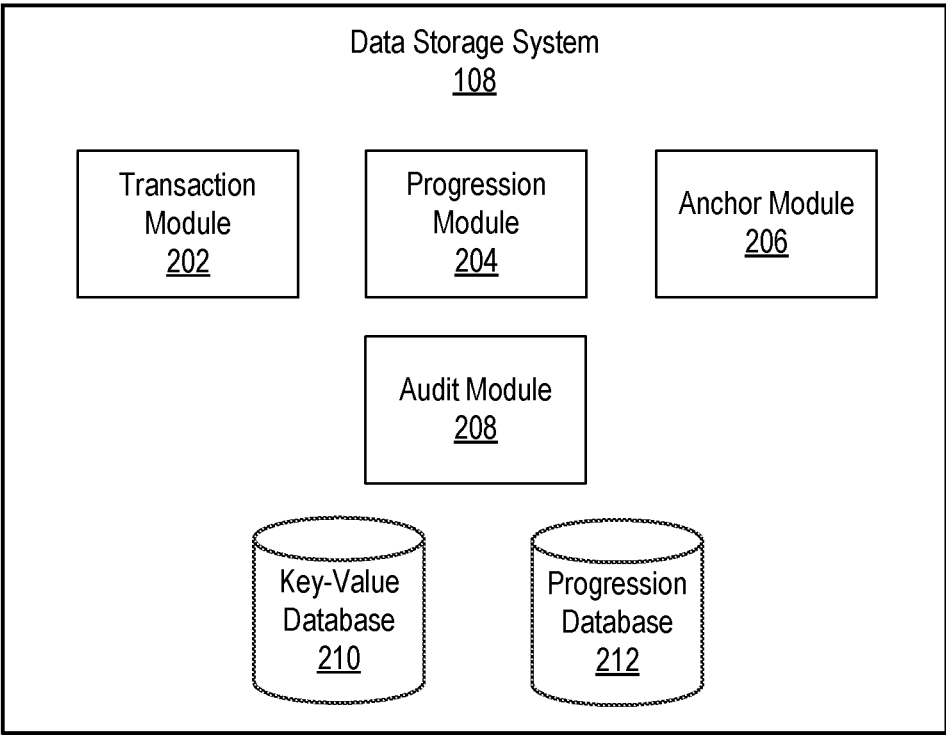 Data Storage System
108
Transaction
Module
202
Progression
Module
204
Anchor Module
206
Audit Module
208
Key-Value
Database
210
Progression
Database
212